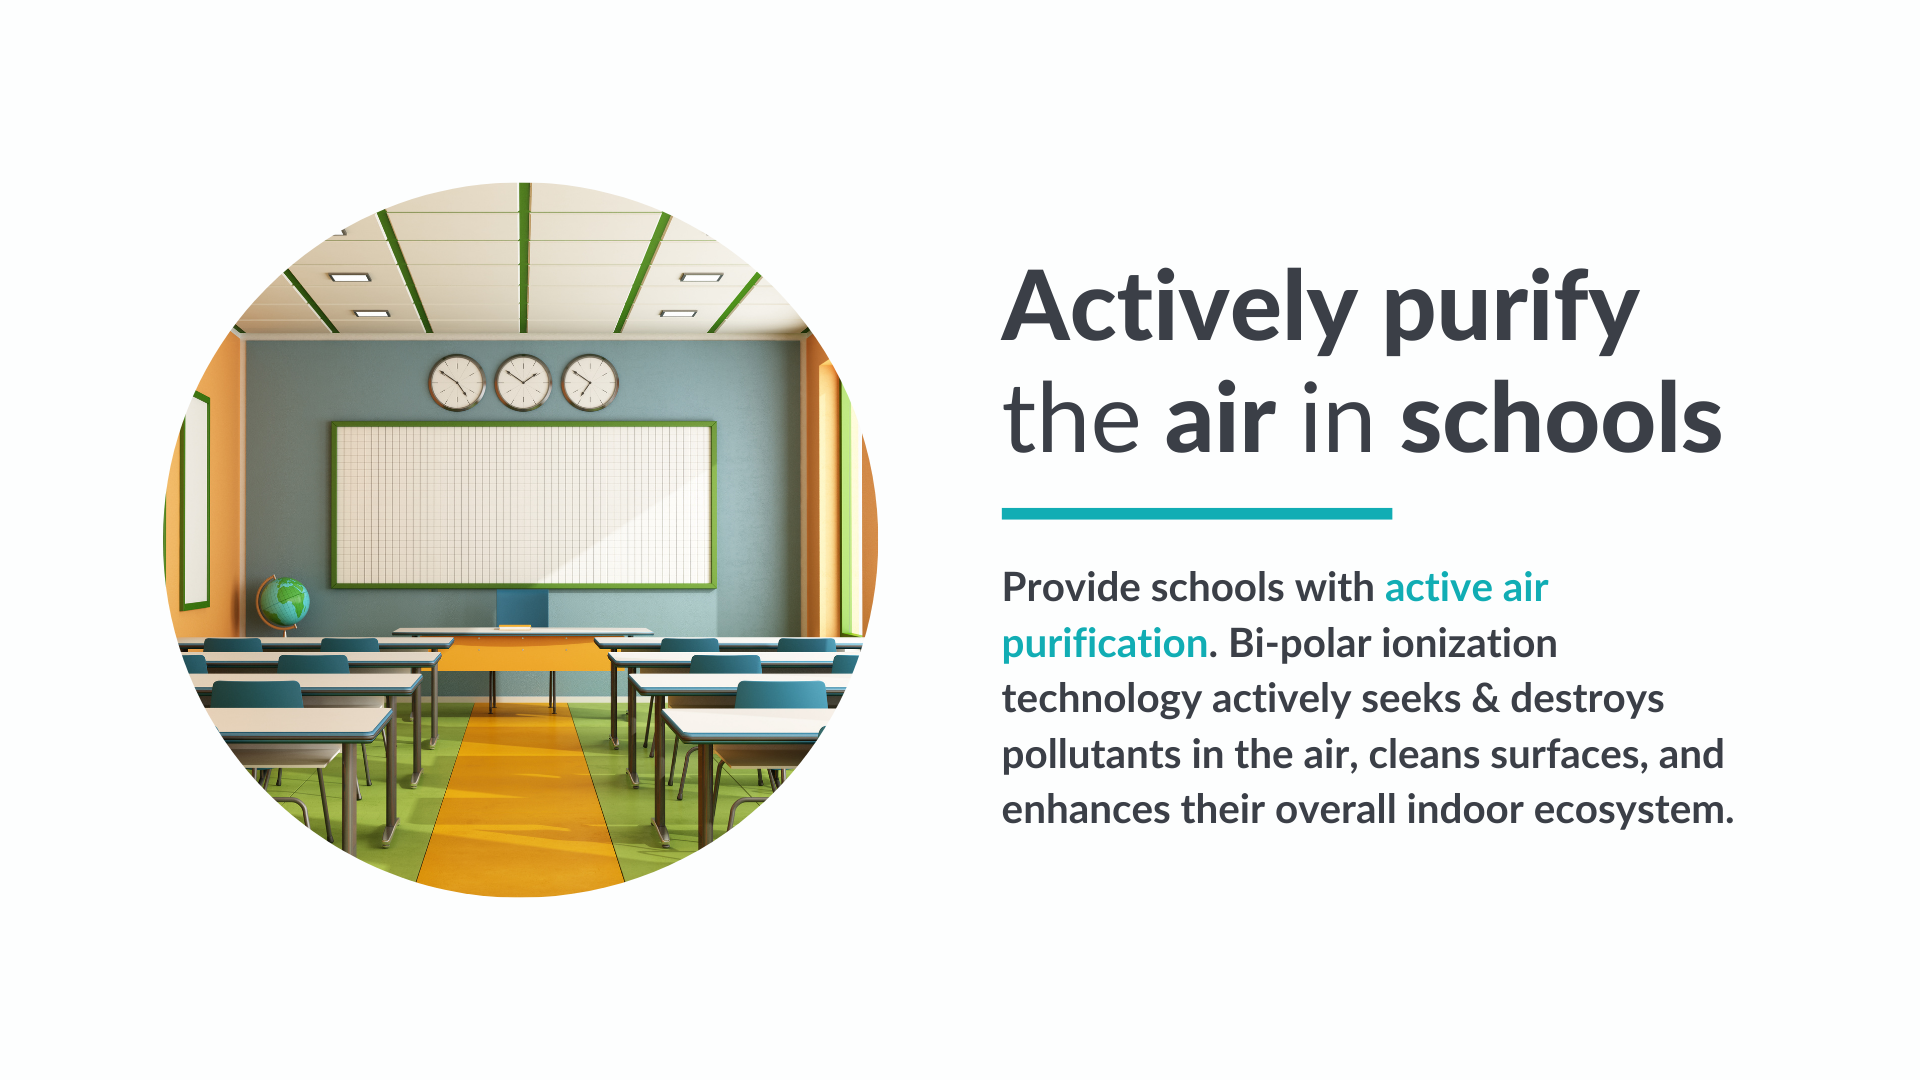 Actively purify
the air in schools
Provide schools with active air
purification. Bi-polar ionization
technology actively seeks & destroys
pollutants in the air, cleans surfaces, and
enhances their overall indoor ecosystem.